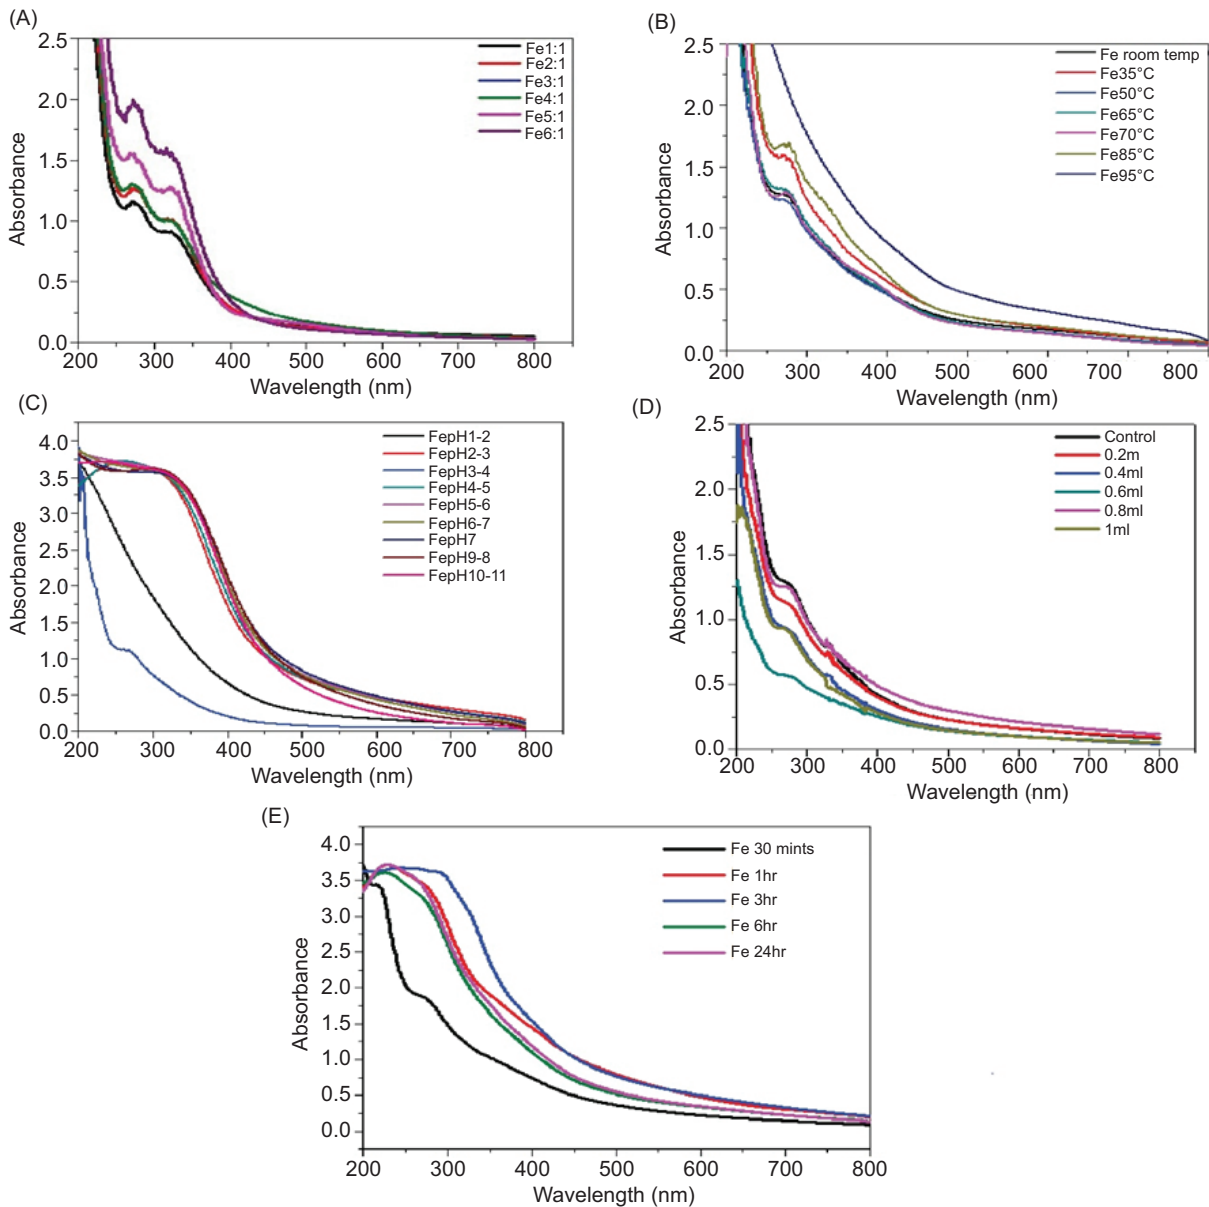 (A)
2.5
2.0
1.5
1.0
0.5
0.0
Absorbance
Fe1:1
Fe2:1
Fe3:1
Fe4:1
Fe5:1
Fe6:1
200 300 400 500 600 700 800
Wavelength (nm)
(B)
2.5
2.0
1.5
1.0
0.5
0.0
Absorbance
Fe room temp
Fe35°C
Fe50°C
Fe65°C
Fe70°C
Fe85°C
Fe95°C
200 300 400 500 600 700 800
Wavelength (nm)
(C)
4.0
3.5
3.0
2.5
2.0
1.5
1.0
0.5
0.0
Absorbance
FepH1-2
FepH2-3
FepH3-4
FepH4-5
FepH5-6
FepH6-7
FepH7
FepH9-8
FepH10-11
200 300 400 500 600 700 800
Wavelength (nm)
(D)
2.5
2.0
1.5
1.0
0.5
0.0
Absorbance
Control
0.2m
0.4ml
0.6ml
0.8ml
1ml
200 300 400 500 600 700 800
Wavelength (nm)
(E)
4.0
3.5
3.0
2.5
2.0
1.5
1.0
0.5
0.0
Absorbance
Fe 30 mints
Fe 1hr
Fe 3hr
Fe 6hr
Fe 24hr
200 300 400 500 600 700 800
Wavelength (nm)